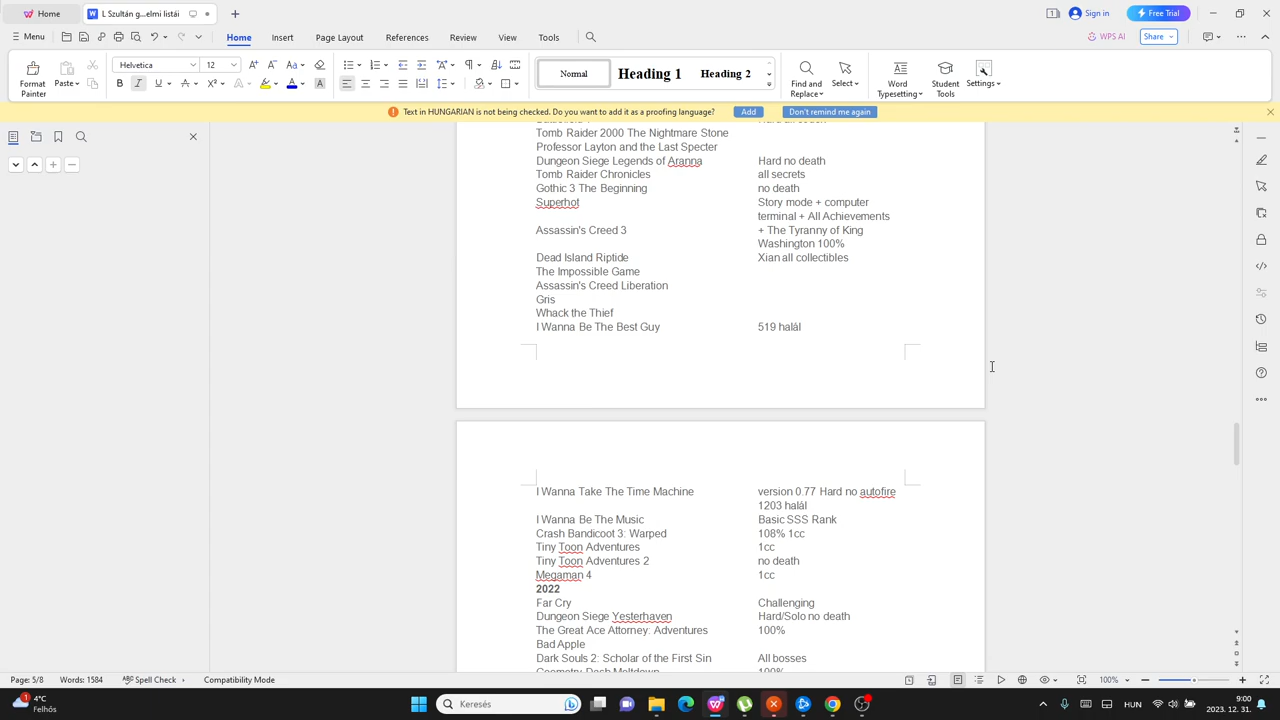 Home
L Szultán g...elmi listái
Sign in
Free Trial
Menu
Home
Insert
Page Layout
References
Review
View
Tools
WPS AI
Share
Format Painter
Paste
Helvetica
12
Normal
Heading 1
Heading 2
Find and Replace
Select
Word Typesetting
Student Tools
Settings
Text in HUNGARIAN is not being checked. Do you want to add it as a proofing language?
Add
Don't remind me again
Tomb Raider 2000 The Nightmare Stone
Professor Layton and the Last Specter
Dungeon Siege Legends of Aranna Hard no death
Tomb Raider Chronicles all secrets
Gothic 3 The Beginning no death
Superhot Story mode + computer
terminal + All Achievements
Assassin's Creed 3 + The Tyranny of King
Washington 100%
Dead Island Riptide Xian all collectibles
The Impossible Game
Assassin's Creed Liberation
Gris
Whack the Thief
I Wanna Be The Best Guy 519 halál
I Wanna Take The Time Machine version 0.77 Hard no autofire
1203 halál
I Wanna Be The Music Basic SSS Rank
Crash Bandicoot 3: Warped 108% 1cc
Tiny Toon Adventures 1cc
Tiny Toon Adventures 2 no death
Megaman 4 1cc
2022
Far Cry Challenging
Dungeon Siege Yesterhaven Hard/Solo no death
The Great Ace Attorney: Adventures 100%
Bad Apple
Dark Souls 2: Scholar of the First Sin All bosses
Geometry Dash Meltdown 100%
Page: 5/8
Words: 1584
Spell Check
Compatibility Mode
100%
4°C
Felhős
Keresés
HUN
9:00
2023. 12. 31.